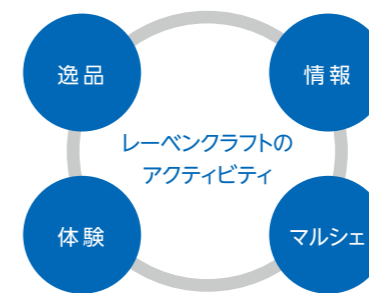 逸品
情報
レーベンクラフトの
アクティビティ
体験
マルシェ